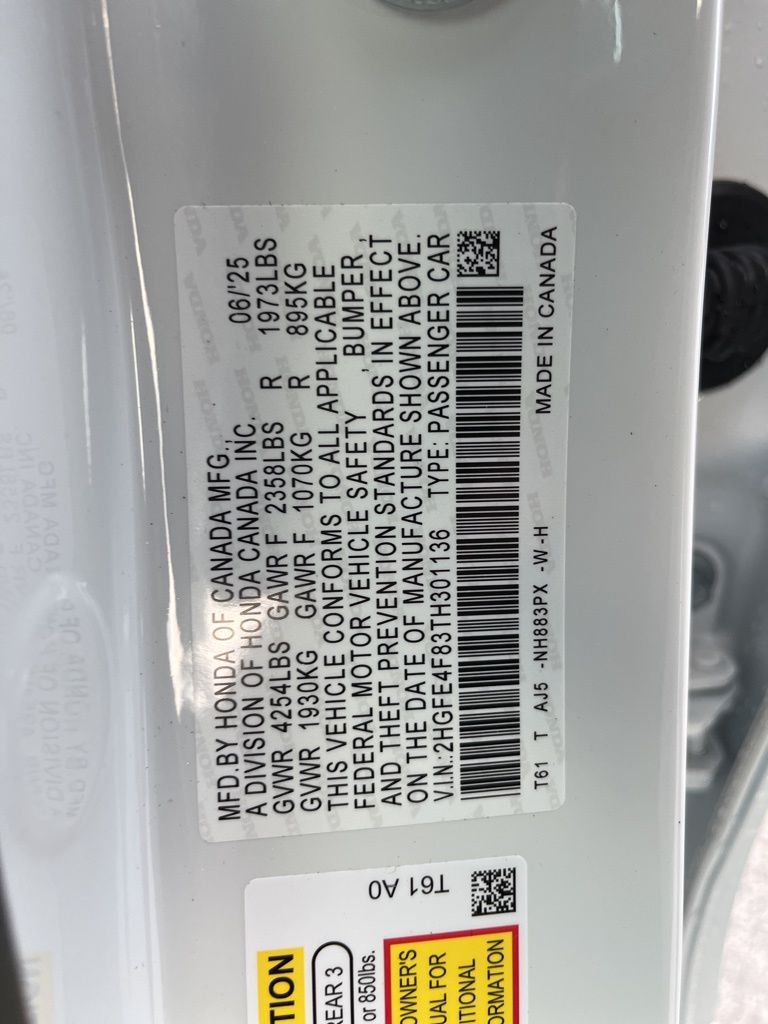 MFD.BY HONDA OF CANADA MFG.,
A DIVISION OF HONDA CANADA INC. 06/'25
GVWR 4254LBS GAWR F 2358LBS R 1973LBS
GVWR 1930KG GAWR F 1070KG R 895KG
THIS VEHICLE CONFORMS TO ALL APPLICABLE
FEDERAL MOTOR VEHICLE SAFETY , BUMPER ,
AND THEFT PREVENTION STANDARDS IN EFFECT
ON THE DATE OF MANUFACTURE SHOWN ABOVE.
V.I.N.:2HGFE4F83TH301136 TYPE: PASSENGER CAR
T61 T AJ5 -NH883PX -W -H MADE IN CANADA
T61 A0
TION
REAR 3
or 850lbs.
OWNER'S
UAL FOR
ITIONAL
ORMATION